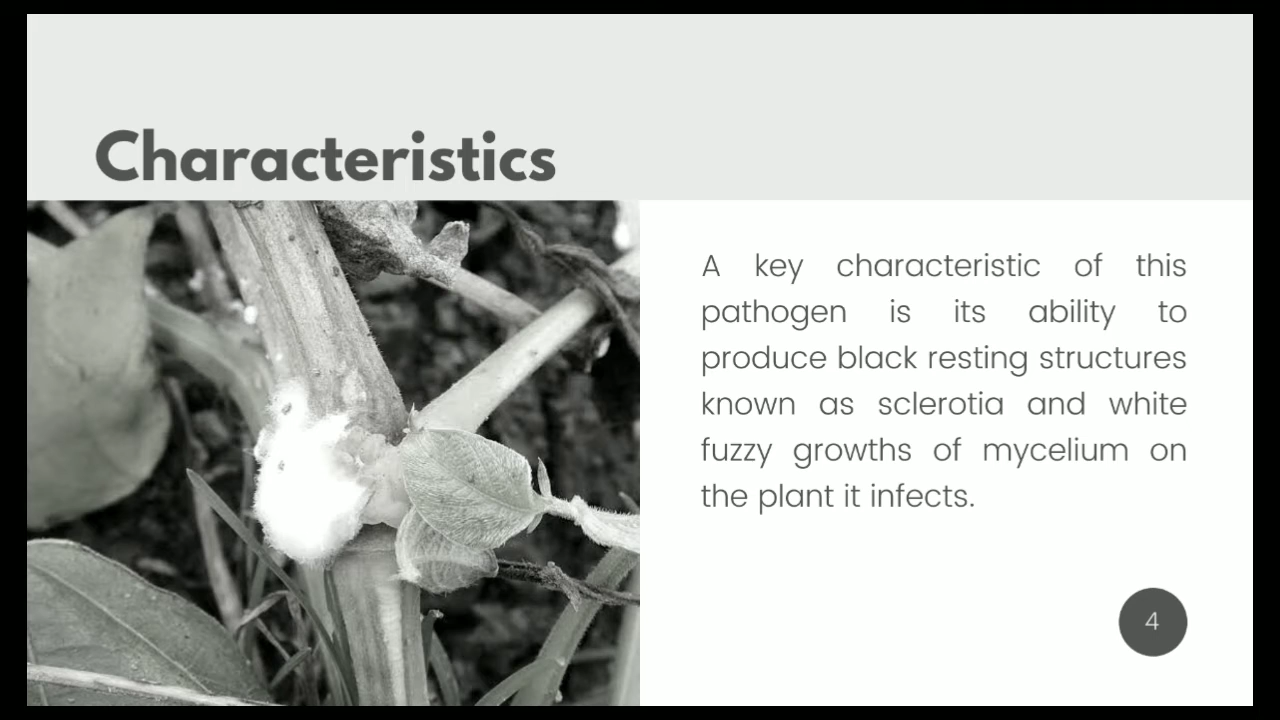 Characteristics
A key characteristic of this
pathogen is its ability to
produce black resting structures
known as sclerotia and white
fuzzy growths of mycelium on
the plant it infects.
4